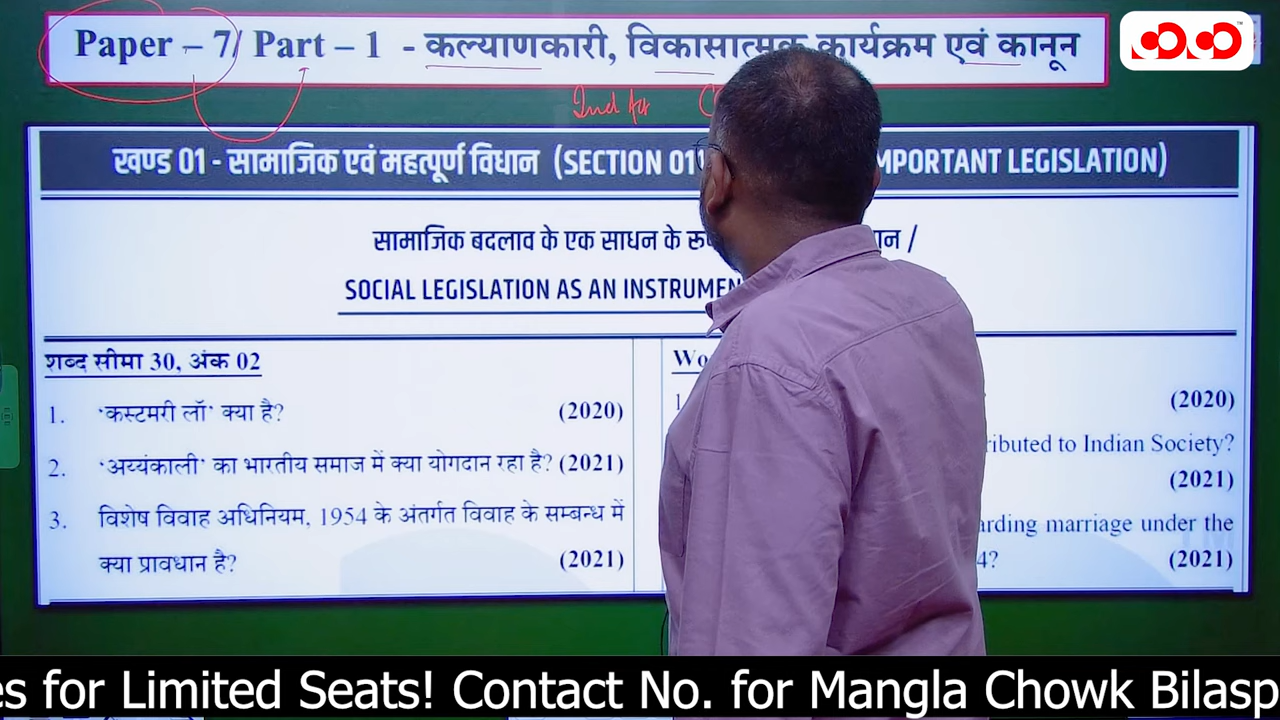 Paper – 7/ Part – 1 - कल्याणकारी, विकासात्मक कार्यक्रम एवं कानून
Ind Act
खण्ड 01 - सामाजिक एवं महत्पूर्ण विधान (SECTION 01 MPORTANT LEGISLATION)
सामाजिक बदलाव के एक साधन के /
SOCIAL LEGISLATION AS AN INSTRUMEN
शब्द सीमा 30, अंक 02
1. 'कस्टमरी लॉ' क्या है? (2020)
2. 'अय्यंकाली' का भारतीय समाज में क्या योगदान रहा है? (2021)
3. विशेष विवाह अधिनियम, 1954 के अंतर्गत विवाह के सम्बन्ध में
क्या प्रावधान है? (2021)
Wo
1
(2020)
ributed to Indian Society?
(2021)
arding marriage under the
4? (2021)
es for Limited Seats! Contact No. for Mangla Chowk Bilasp